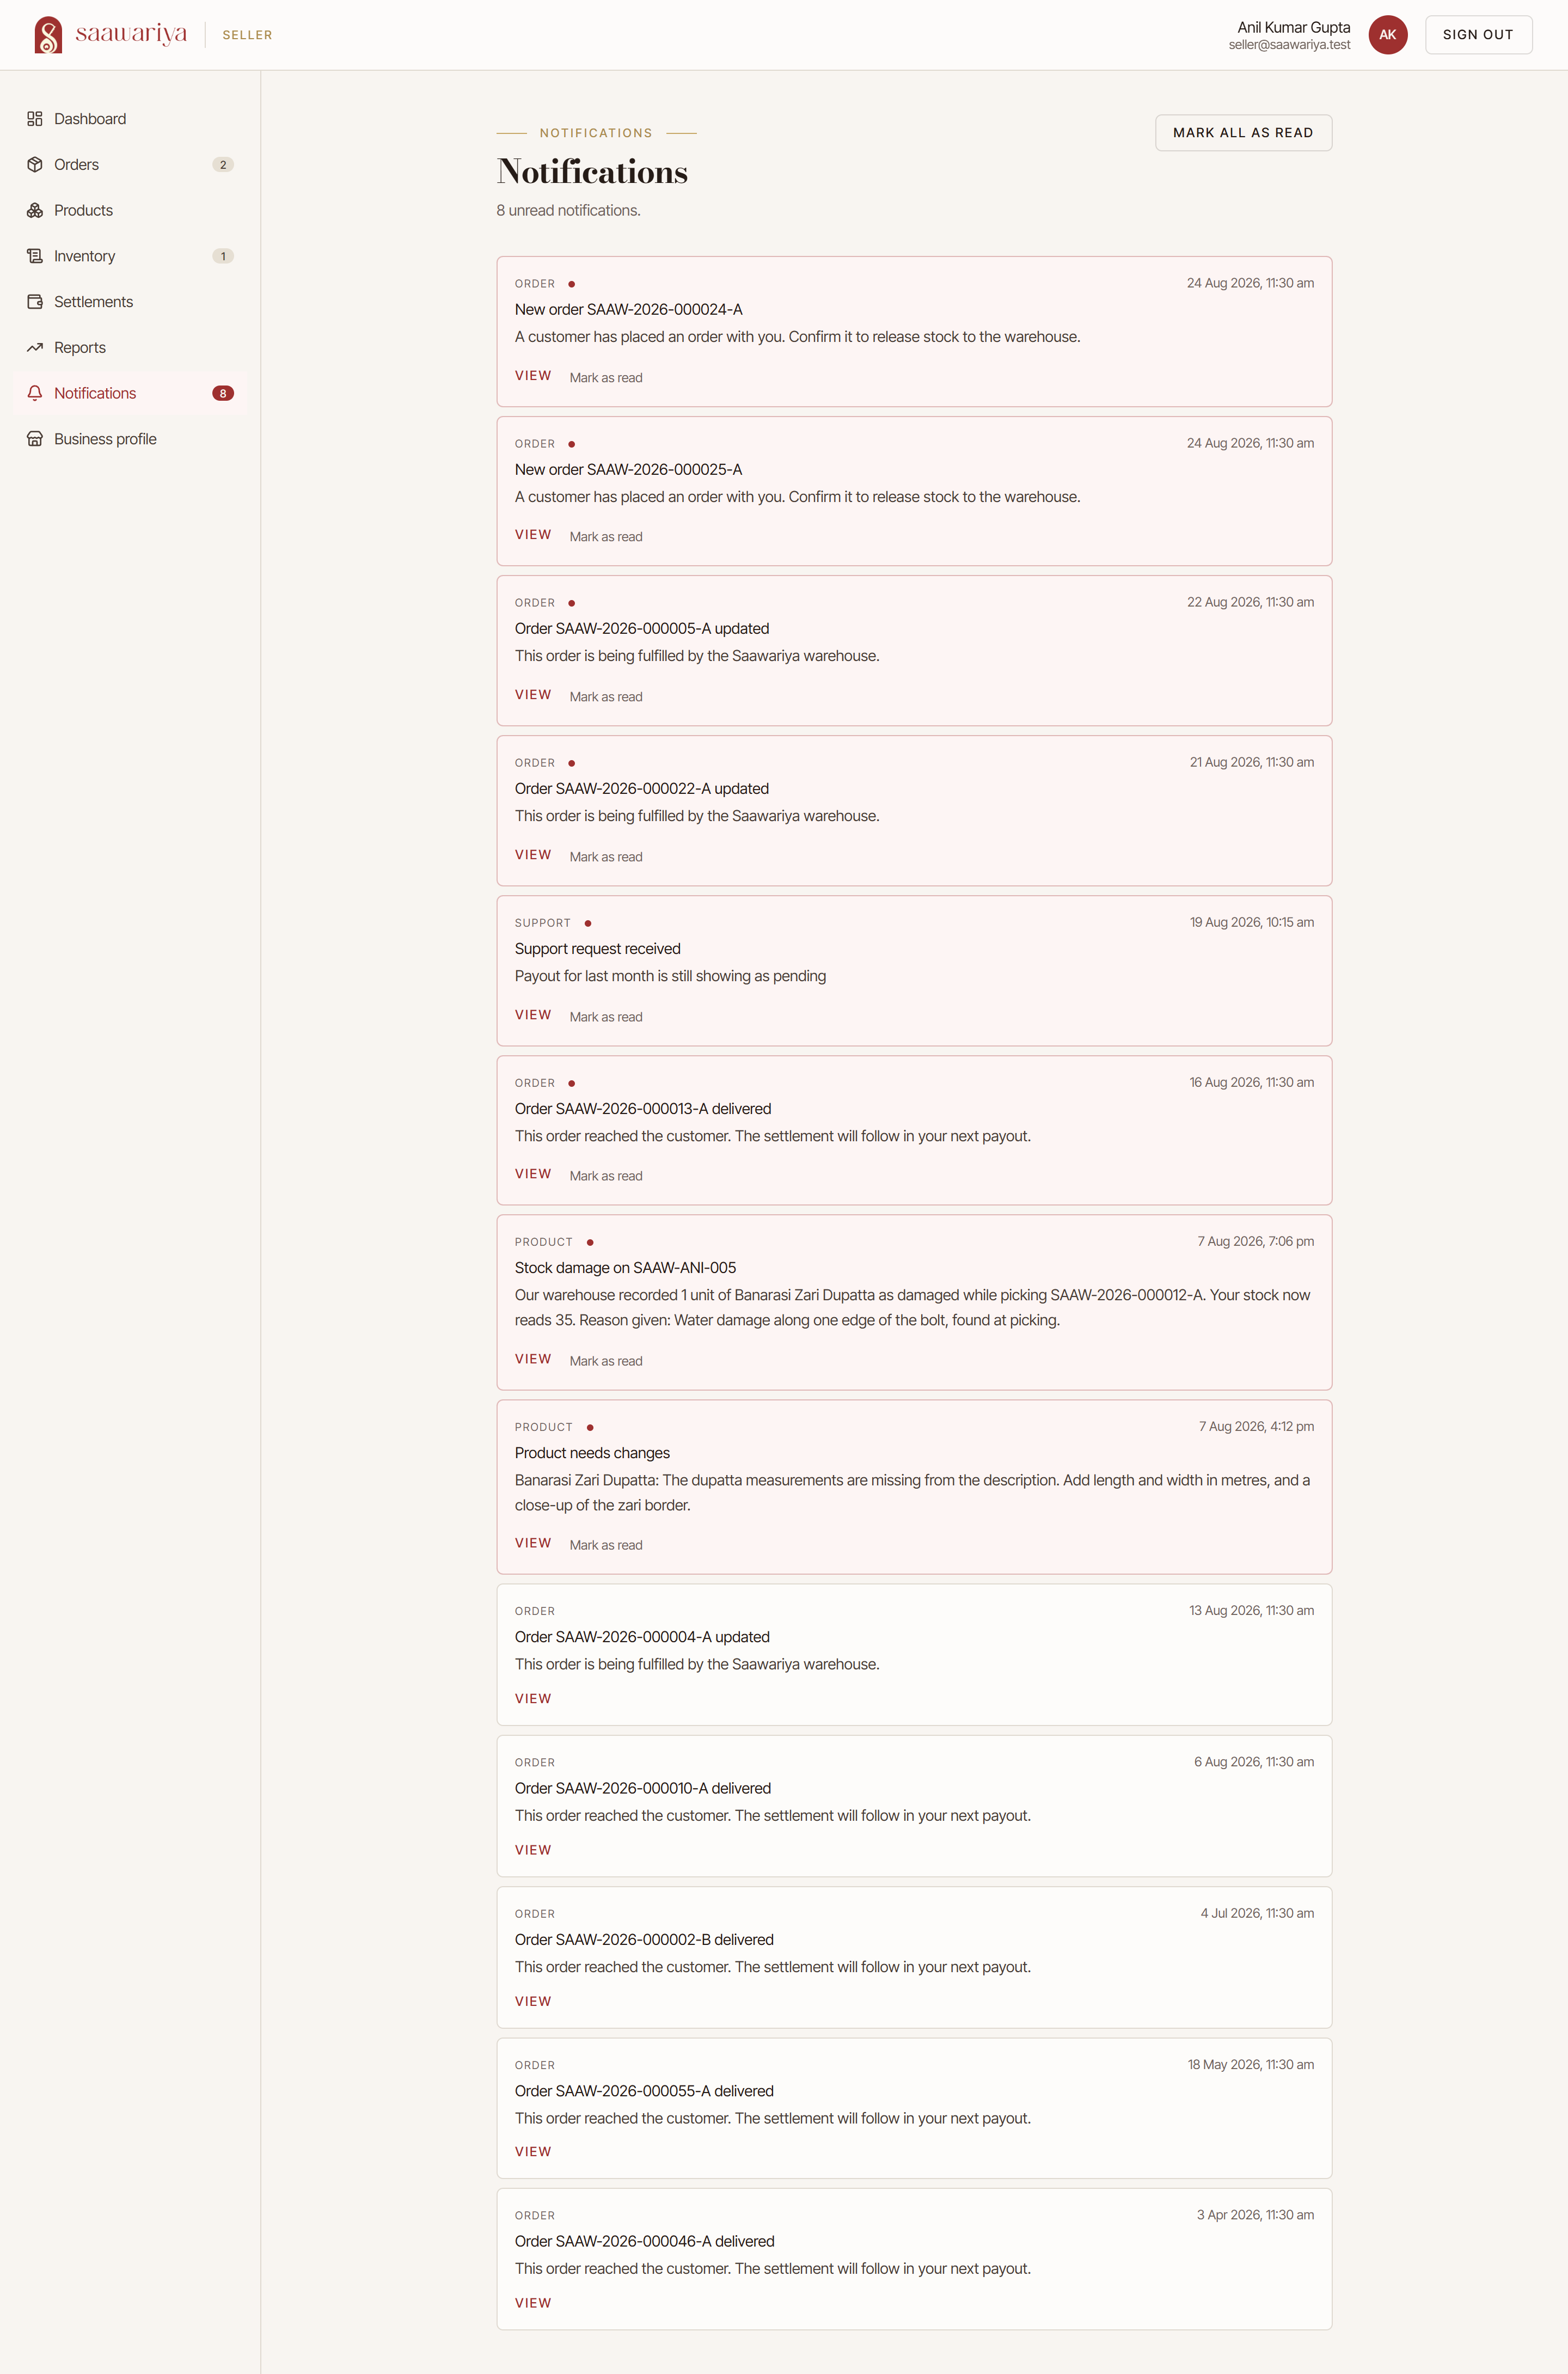 saawariya
SELLER
Anil Kumar Gupta
seller@saawariya.test
AK
SIGN OUT
Dashboard
Orders 2
Products
Inventory 1
Settlements
Reports
Notifications 8
Business profile
NOTIFICATIONS
MARK ALL AS READ
Notifications
8 unread notifications.
ORDER 24 Aug 2026, 11:30 am
New order SAAW-2026-000024-A
A customer has placed an order with you. Confirm it to release stock to the warehouse.
VIEW Mark as read
ORDER 24 Aug 2026, 11:30 am
New order SAAW-2026-000025-A
A customer has placed an order with you. Confirm it to release stock to the warehouse.
VIEW Mark as read
ORDER 22 Aug 2026, 11:30 am
Order SAAW-2026-000005-A updated
This order is being fulfilled by the Saawariya warehouse.
VIEW Mark as read
ORDER 21 Aug 2026, 11:30 am
Order SAAW-2026-000022-A updated
This order is being fulfilled by the Saawariya warehouse.
VIEW Mark as read
SUPPORT 19 Aug 2026, 10:15 am
Support request received
Payout for last month is still showing as pending
VIEW Mark as read
ORDER 16 Aug 2026, 11:30 am
Order SAAW-2026-000013-A delivered
This order reached the customer. The settlement will follow in your next payout.
VIEW Mark as read
PRODUCT 7 Aug 2026, 7:06 pm
Stock damage on SAAW-ANI-005
Our warehouse recorded 1 unit of Banarasi Zari Dupatta as damaged while picking SAAW-2026-000012-A. Your stock now
reads 35. Reason given: Water damage along one edge of the bolt, found at picking.
VIEW Mark as read
PRODUCT 7 Aug 2026, 4:12 pm
Product needs changes
Banarasi Zari Dupatta: The dupatta measurements are missing from the description. Add length and width in metres, and a
close-up of the zari border.
VIEW Mark as read
ORDER 13 Aug 2026, 11:30 am
Order SAAW-2026-000004-A updated
This order is being fulfilled by the Saawariya warehouse.
VIEW
ORDER 6 Aug 2026, 11:30 am
Order SAAW-2026-000010-A delivered
This order reached the customer. The settlement will follow in your next payout.
VIEW
ORDER 4 Jul 2026, 11:30 am
Order SAAW-2026-000002-B delivered
This order reached the customer. The settlement will follow in your next payout.
VIEW
ORDER 18 May 2026, 11:30 am
Order SAAW-2026-000055-A delivered
This order reached the customer. The settlement will follow in your next payout.
VIEW
ORDER 3 Apr 2026, 11:30 am
Order SAAW-2026-000046-A delivered
This order reached the customer. The settlement will follow in your next payout.
VIEW